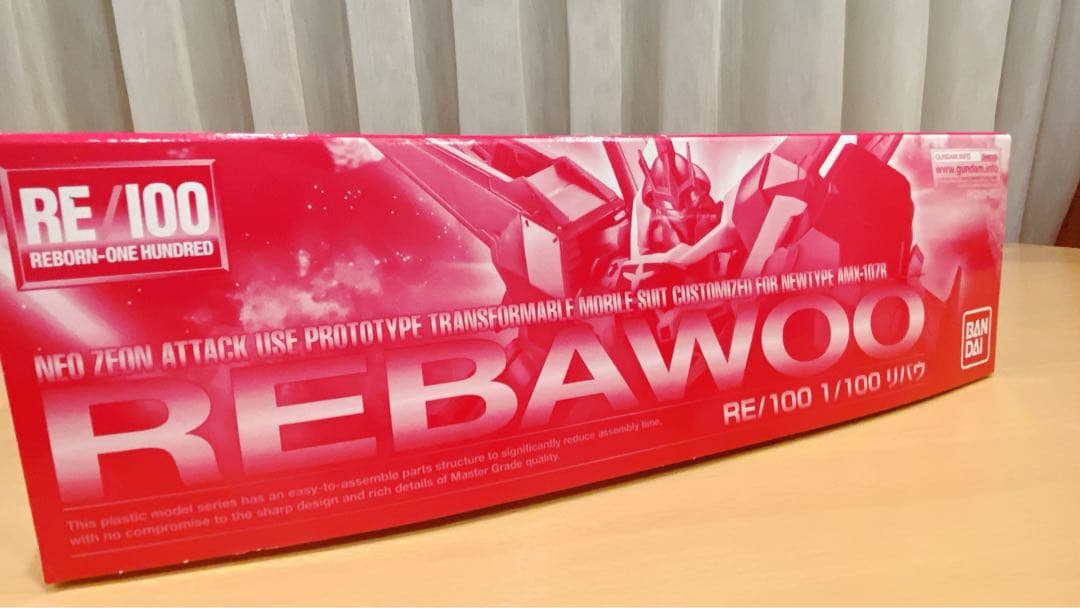 RE/100
REBORN-ONE HUNDRED
GUNDAM.INFO
www.gundam.info
NEO ZEON ATTACK USE PROTOTYPE TRANSFORMABLE MOBILE SUIT CUSTOMIZED FOR NEWTYPE AMX-107R
REBAWOO
BAN
DAI
RE/100 1/100 リバウ
This plastic model series has an easy-to-assemble parts structure to significantly reduce assembly time,
with no compromise to the sharp design and rich details of Master Grade quality.